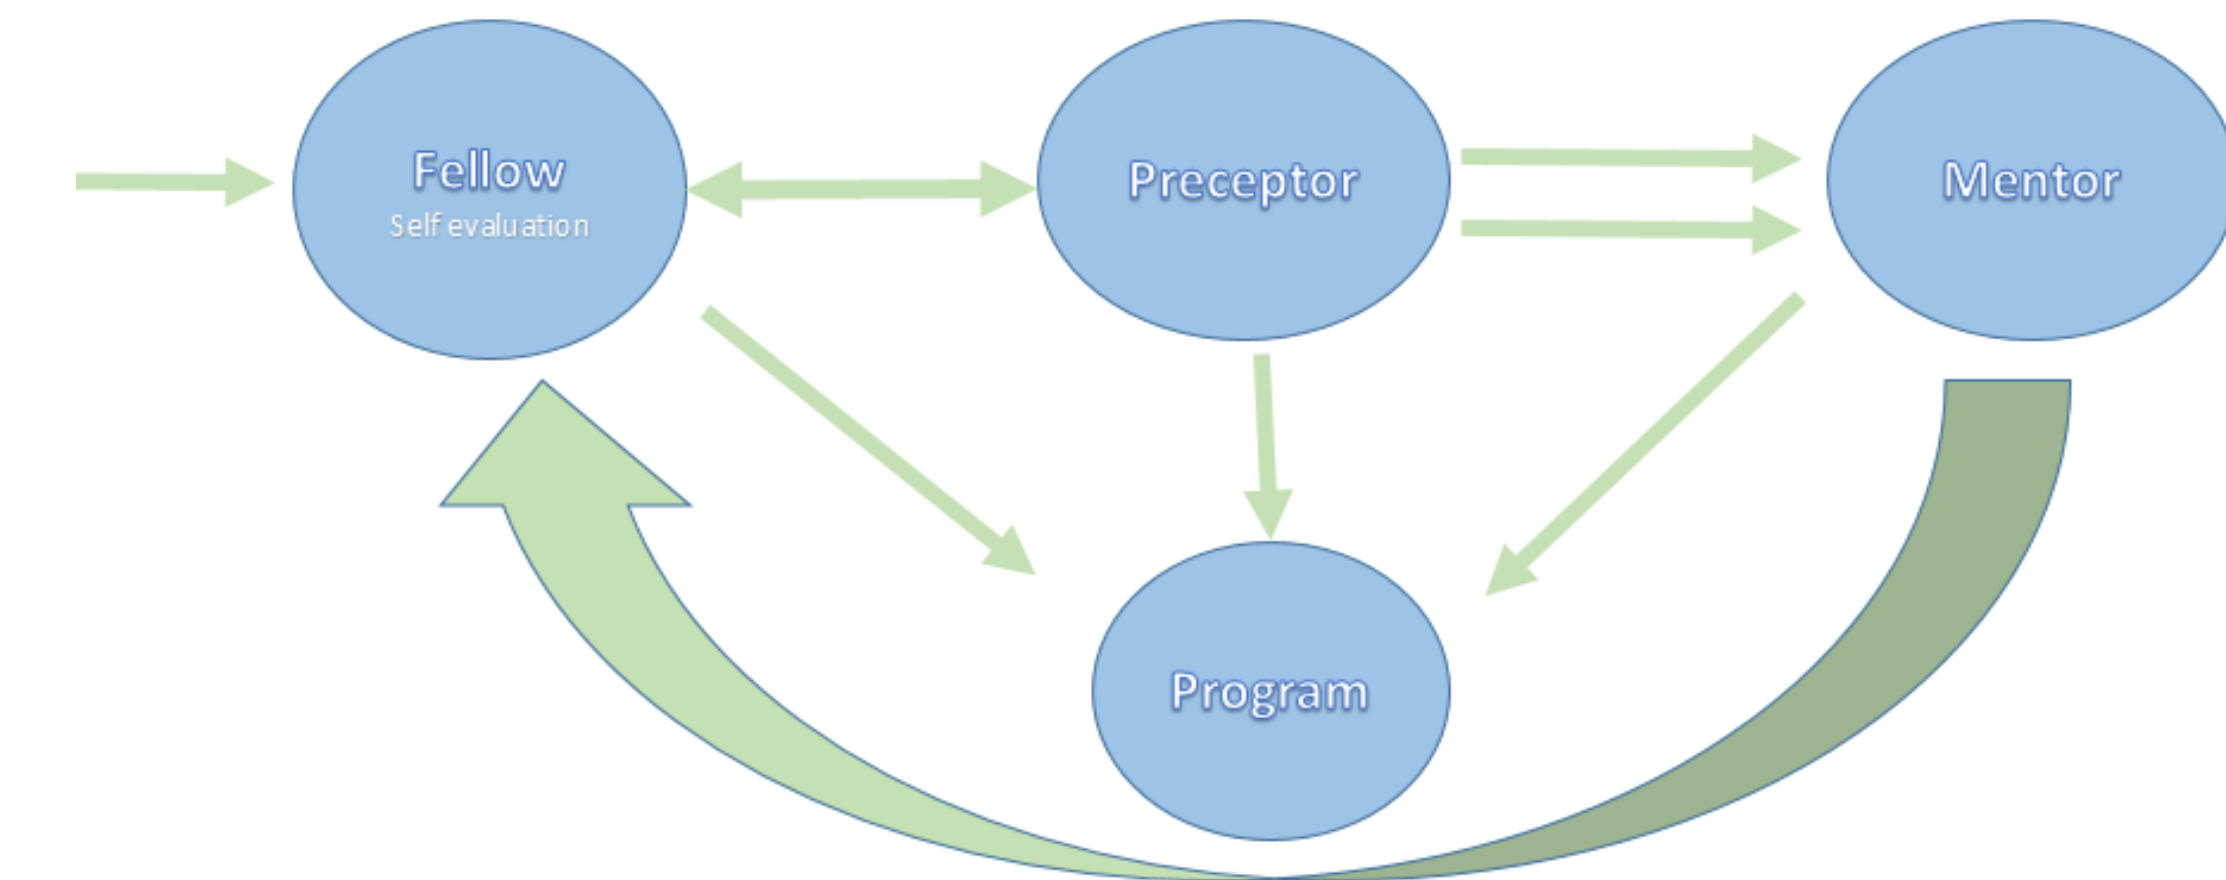 Fellow
Self evaluation
Preceptor
Mentor
Program